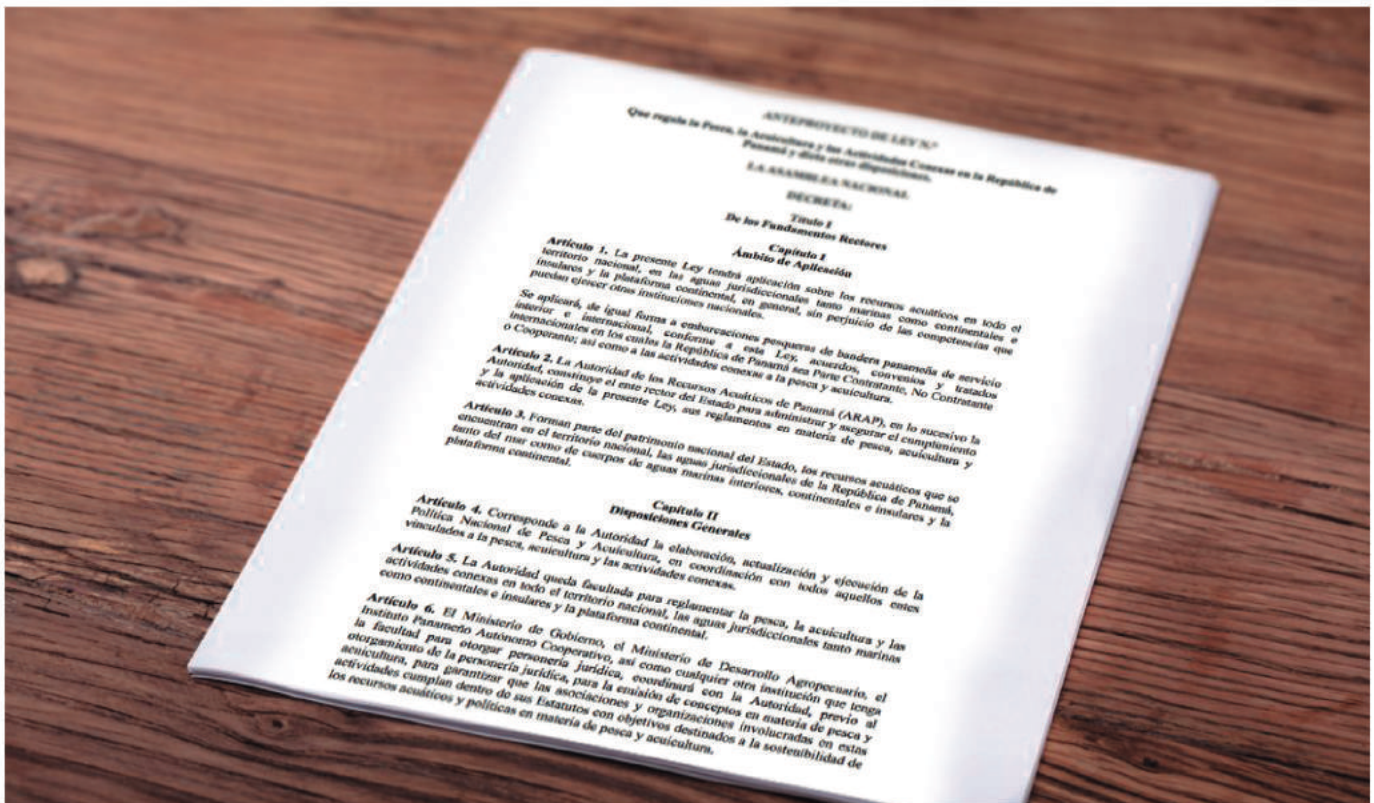 ANTEPROYECTO DE LEY N.°
Que regula la Pesca, la Acuicultura y las Actividades Conexas en la República de
Panamá y dicta otras disposiciones.
LA ASAMBLEA NACIONAL
DECRETA:
Título I
De los Fundamentos Rectores
Capítulo I
Ámbito de Aplicación
Artículo 1. La presente Ley tendrá aplicación sobre los recursos acuáticos en todo el
territorio nacional, en las aguas jurisdiccionales tanto marinas como continentales e
insulares y la plataforma continental, en general, sin perjuicio de las competencias que
puedan ejercer otras instituciones nacionales.
Se aplicará, de igual forma a embarcaciones pesqueras de bandera panameña de servicio
interior e internacional, conforme a esta Ley, acuerdos, convenios y tratados
internacionales en los cuales la República de Panamá sea Parte Contratante, No Contratante
o Cooperante; así como a las actividades conexas a la pesca y acuicultura.
Artículo 2. La Autoridad de los Recursos Acuáticos de Panamá (ARAP), en lo sucesivo la
Autoridad, constituye el ente rector del Estado para administrar y asegurar el cumplimiento
y la aplicación de la presente Ley, sus reglamentos en materia de pesca, acuicultura y
actividades conexas.
Artículo 3. Forman parte del patrimonio nacional del Estado, los recursos acuáticos que se
encuentran en el territorio nacional, las aguas jurisdiccionales de la República de Panamá,
tanto del mar como de cuerpos de aguas marinas interiores, continentales e insulares y la
plataforma continental.
Capítulo II
Disposiciones Generales
Artículo 4. Corresponde a la Autoridad la elaboración, actualización y ejecución de la
Política Nacional de Pesca y Acuicultura, en coordinación con todos aquellos entes
vinculados a la pesca, acuicultura y las actividades conexas.
Artículo 5. La Autoridad queda facultada para reglamentar la pesca, la acuicultura y las
actividades conexas en todo el territorio nacional, las aguas jurisdiccionales tanto marinas
como continentales e insulares y la plataforma continental.
Artículo 6. El Ministerio de Gobierno, el Ministerio de Desarrollo Agropecuario, el
Instituto Panameño Autónomo Cooperativo, así como cualquier otra institución que tenga
la facultad para otorgar personería jurídica, coordinará con la Autoridad, previo al
otorgamiento de la personería jurídica, para la emisión de conceptos en materia de pesca y
acuicultura, para garantizar que las asociaciones y organizaciones involucradas en estas
actividades cumplan dentro de sus Estatutos con objetivos destinados a la sostenibilidad de
los recursos acuáticos y políticas en materia de pesca y acuicultura.